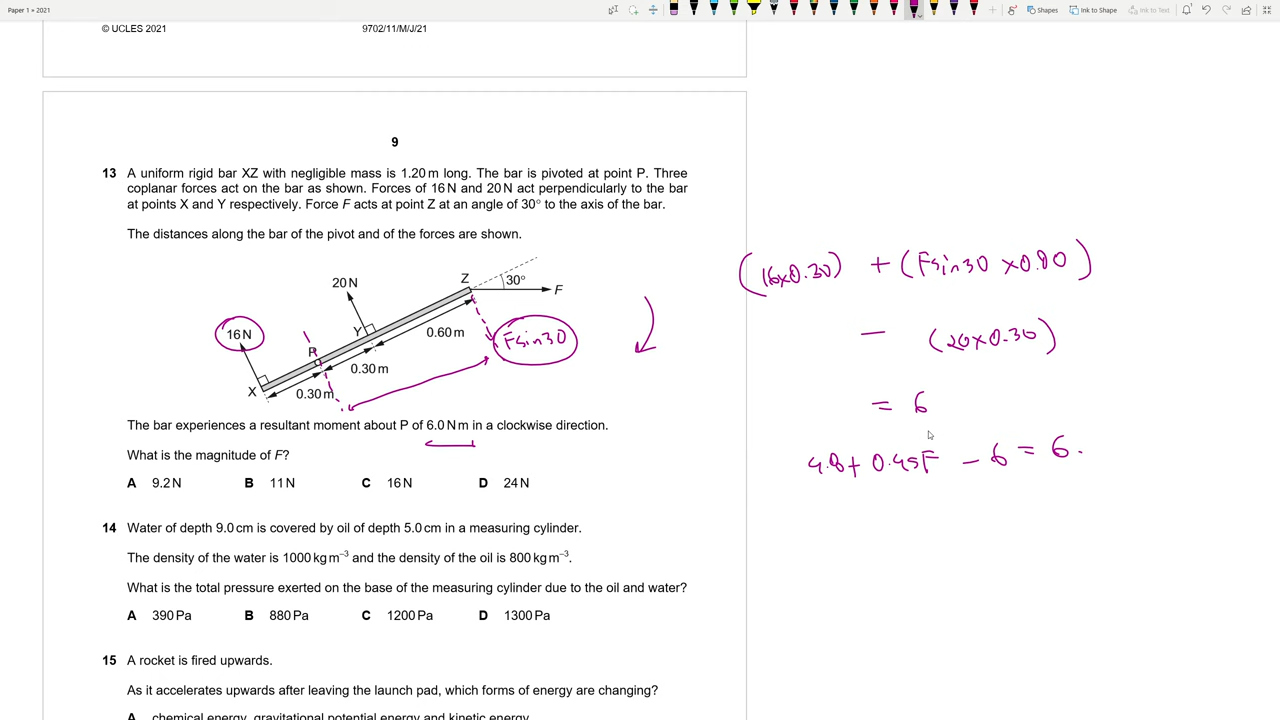 Paper 1 » 2021
Shapes Ink to Shape Ink to Text
© UCLES 2021 9702/11/M/J/21
9
13 A uniform rigid bar XZ with negligible mass is 1.20 m long. The bar is pivoted at point P. Three
coplanar forces act on the bar as shown. Forces of 16 N and 20 N act perpendicularly to the bar
at points X and Y respectively. Force F acts at point Z at an angle of 30° to the axis of the bar.
The distances along the bar of the pivot and of the forces are shown.
Z 30° F
20 N
16 N Y 0.60 m Fsin30
P
0.30 m
X 0.30 m
(16x0.30) + (Fsin30 x0.90)
− (20x0.30)
= 6
4.8+ 0.45F − 6 = 6.
The bar experiences a resultant moment about P of 6.0 N m in a clockwise direction.
What is the magnitude of F?
A 9.2 N B 11 N C 16 N D 24 N
14 Water of depth 9.0 cm is covered by oil of depth 5.0 cm in a measuring cylinder.
The density of the water is 1000 kg m⁻³ and the density of the oil is 800 kg m⁻³.
What is the total pressure exerted on the base of the measuring cylinder due to the oil and water?
A 390 Pa B 880 Pa C 1200 Pa D 1300 Pa
15 A rocket is fired upwards.
As it accelerates upwards after leaving the launch pad, which forms of energy are changing?
A chemical energy, gravitational potential energy and kinetic energy